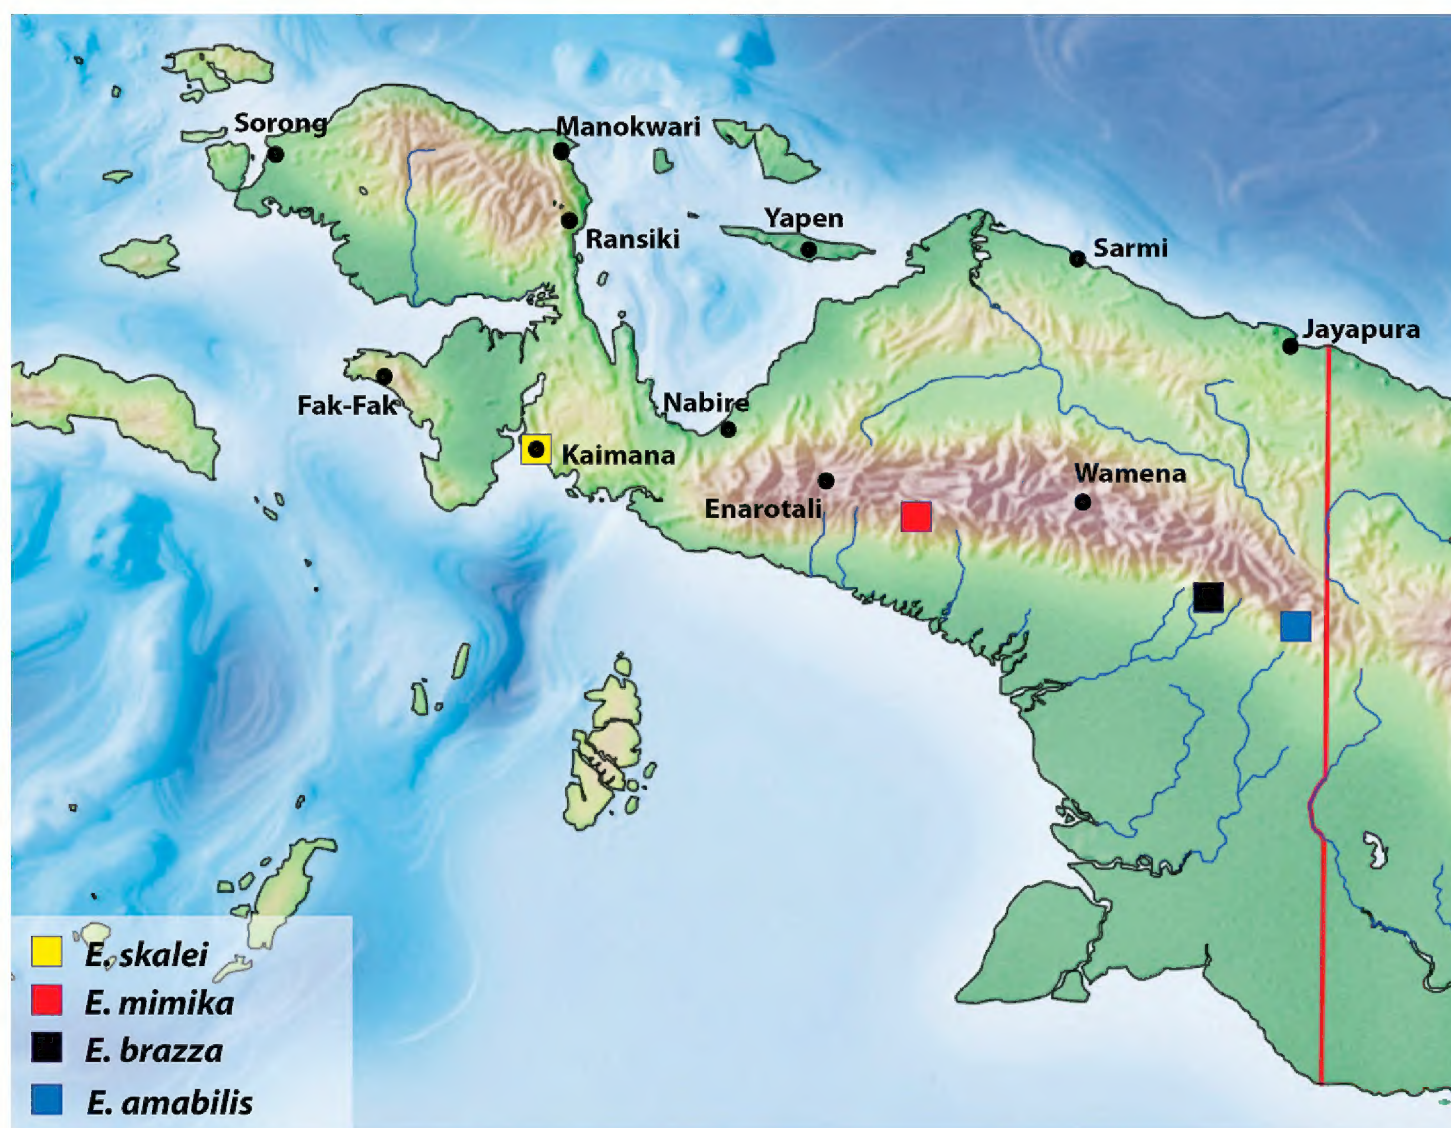 Sorong
Manokwari
Ransiki
Yapen
Sarmi
Jayapura
Fak-Fak
Nabire
Kaimana
Wamena
Enarotali
E. skalei
E. mimika
E. brazza
E. amabilis